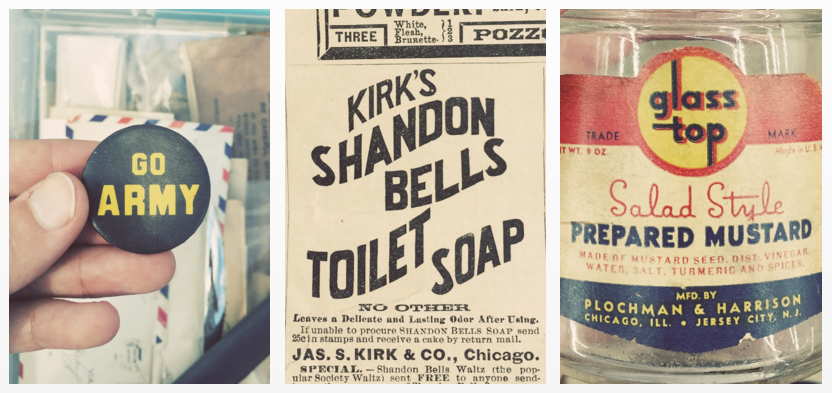 GO
ARMY
THREE
White,
Flesh,
Brunette.
1
2
3
POZZO
KIRK'S
SHANDON
BELLS
TOILET
SOAP
NO OTHER
Leaves a Delicate and Lasting Odor After Using.
If unable to procure SHANDON BELLS SOAP send
25c in stamps and receive a cake by return mail.
JAS. S. KIRK & CO., Chicago.
SPECIAL. — Shandon Bells Waltz (the pop-
ular Society Waltz) sent FREE to anyone send-
glass
top
TRADE MARK
WT. 9 OZ. Made in U.S.A
Salad Style
PREPARED MUSTARD
MADE OF MUSTARD SEED, DIST. VINEGAR,
WATER, SALT, TURMERIC AND SPICES.
MFD. BY
PLOCHMAN & HARRISON
CHICAGO, ILL. • JERSEY CITY, N.J.